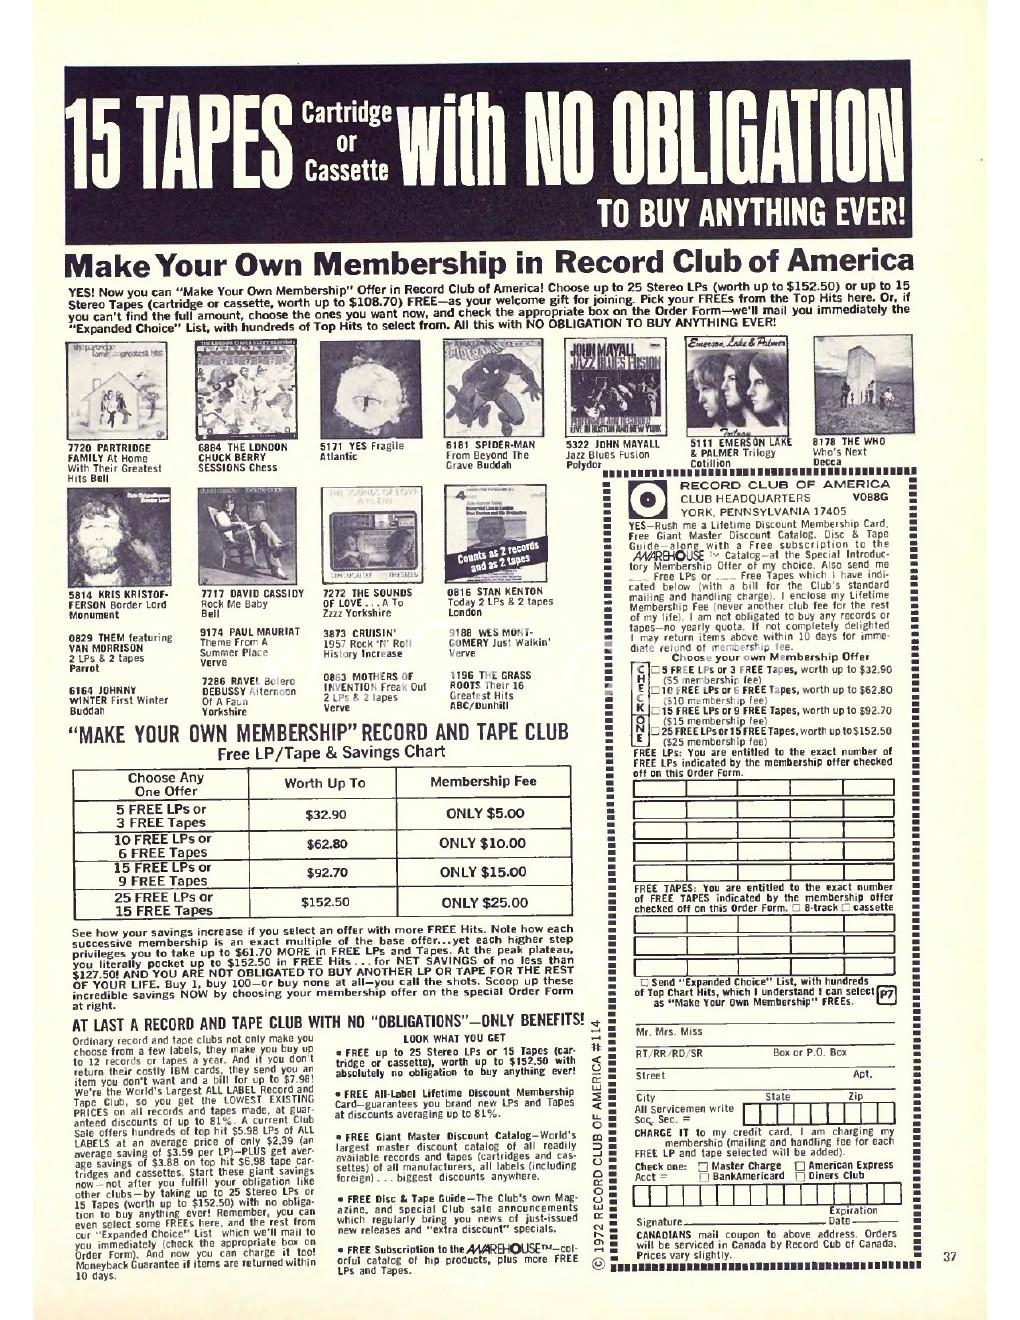 15 TAPES Cartridge or Cassette with NO OBLIGATION
TO BUY ANYTHING EVER!
Make Your Own Membership in Record Club of America
YES! Now you can "Make Your Own Membership" Offer in Record Club of America! Choose up to 25 Stereo LPs (worth up to $152.50) or up to 15
Stereo Tapes (cartridge or cassette, worth up to $108.70) FREE—as your welcome gift for joining. Pick your FREEs from the Top Hits here. Or, if
you can't find the full amount, choose the ones you want now, and check the appropriate box on the Order Form—we'll mail you immediately the
"Expanded Choice" List, with hundreds of Top Hits to select from. All this with NO OBLIGATION TO BUY ANYTHING EVER!
7720 PARTRIDGE
FAMILY At Home
With Their Greatest
Hits Bell
6884 THE LONDON
CHUCK BERRY
SESSIONS Chess
5171 YES Fragile
Atlantic
6181 SPIDER-MAN
From Beyond The
Grave Buddah
JOHN MAYALL
JAZZ BLUES FUSION
5322 JOHN MAYALL
Jazz Blues Fusion
Polydor
Emerson, Lake & Palmer
Trilogy
5111 EMERSON LAKE
& PALMER Trilogy
Cotillion
8178 THE WHO
Who's Next
Decca
5814 KRIS KRISTOF-
FERSON Border Lord
Monument
7717 DAVID CASSIDY
Rock Me Baby
Bell
7272 THE SOUNDS
OF LOVE...A To
Zzzz Yorkshire
Counts as 2 records
and as 2 tapes
0816 STAN KENTON
Today 2 LPs & 2 tapes
London
0829 THEM featuring
VAN MORRISON
2 LPs & 2 tapes
Parrot
9174 PAUL MAURIAT
Theme From A
Summer Place
Verve
3873 CRUISIN'
1957 Rock 'N' Roll
History Increase
9188 WES MONT-
GOMERY Just Walkin'
Verve
6164 JOHNNY
WINTER First Winter
Buddah
7286 RAVEL Bolero
DEBUSSY Afternoon
Of A Faun
Yorkshire
0863 MOTHERS OF
INVENTION Freak Out
2 LPs & 2 tapes
Verve
1196 THE GRASS
ROOTS Their 16
Greatest Hits
ABC/Dunhill
"MAKE YOUR OWN MEMBERSHIP" RECORD AND TAPE CLUB
Free LP/Tape & Savings Chart
Choose Any One Offer Worth Up To Membership Fee
5 FREE LPs or 3 FREE Tapes $32.90 ONLY $5.00
10 FREE LPs or 6 FREE Tapes $62.80 ONLY $10.00
15 FREE LPs or 9 FREE Tapes $92.70 ONLY $15.00
25 FREE LPs or 15 FREE Tapes $152.50 ONLY $25.00
See how your savings increase if you select an offer with more FREE Hits. Note how each
successive membership is an exact multiple of the base offer...yet each higher step
privileges you to take up to $61.70 MORE in FREE LPs and Tapes. At the peak plateau,
you literally pocket up to $152.50 in FREE Hits...for NET SAVINGS of no less than
$127.50! AND YOU ARE NOT OBLIGATED TO BUY ANOTHER LP OR TAPE FOR THE REST
OF YOUR LIFE. Buy 1, buy 100—or buy none at all—you call the shots. Scoop up these
incredible savings NOW by choosing your membership offer on the special Order Form
at right.
AT LAST A RECORD AND TAPE CLUB WITH NO "OBLIGATIONS"—ONLY BENEFITS!
Ordinary record and tape clubs not only make you
choose from a few labels, they make you buy up
to 12 records or tapes a year. And if you don't
return their costly IBM cards, they send you an
item you don't want and a bill for up to $7.98!
We're the World's Largest ALL LABEL Record and
Tape Club, so you get the LOWEST EXISTING
PRICES on all records and tapes made, at guar-
anteed discounts of up to 81%. A current Club
Sale offers hundreds of top hit $5.98 LPs of ALL
LABELS at an average price of only $2.39 (an
average saving of $3.59 per LP)—PLUS get aver-
age savings of $3.88 on top hit $6.98 tape car-
tridges and cassettes. Start these giant savings
now—not after you fulfill your obligation like
other clubs—by taking up to 25 Stereo LPs or
15 Tapes (worth up to $152.50) with no obliga-
tion to buy anything ever! Remember, you can
even select some FREEs here, and the rest from
our "Expanded Choice" List which we'll mail to
you immediately (check the appropriate box on
Order Form). And now you can charge it too!
Moneyback Guarantee if items are returned within
10 days.
LOOK WHAT YOU GET
• FREE up to 25 Stereo LPs or 15 Tapes (car-
tridge or cassette), worth up to $152.50 with
absolutely no obligation to buy anything ever!
• FREE All-Label Lifetime Discount Membership
Card—guarantees you brand new LPs and Tapes
at discounts averaging up to 81%.
• FREE Giant Master Discount Catalog—World's
largest master discount catalog of all readily
available records and tapes (cartridges and cas-
settes) of all manufacturers, all labels (including
foreign)...biggest discounts anywhere.
• FREE Disc & Tape Guide—The Club's own Mag-
azine, and special Club sale announcements
which regularly bring you news of just-issued
new releases and "extra discount" specials.
• FREE Subscription to the WAREHOUSE™—col-
orful catalog of hip products, plus more FREE
LPs and Tapes.
© 1972 RECORD CLUB OF AMERICA #114
RECORD CLUB OF AMERICA
CLUB HEADQUARTERS V088G
YORK, PENNSYLVANIA 17405
YES—Rush me a Lifetime Discount Membership Card,
Free Giant Master Discount Catalog, Disc & Tape
Guide—along with a Free subscription to the
WAREHOUSE™ Catalog—at the Special Introduc-
tory Membership Offer of my choice. Also send me
___ Free LPs or ___ Free Tapes which I have indi-
cated below (with a bill for the Club's standard
mailing and handling charge). I enclose my Lifetime
Membership Fee (never another club fee for the rest
of my life). I am not obligated to buy any records or
tapes—no yearly quota. If not completely delighted
I may return items above within 10 days for imme-
diate refund of membership fee.
Choose your own Membership Offer
CHECK ONE
□ 5 FREE LPs or 3 FREE Tapes, worth up to $32.90
($5 membership fee)
□ 10 FREE LPs or 6 FREE Tapes, worth up to $62.80
($10 membership fee)
□ 15 FREE LPs or 9 FREE Tapes, worth up to $92.70
($15 membership fee)
□ 25 FREE LPs or 15 FREE Tapes, worth up to $152.50
($25 membership fee)
FREE LPs: You are entitled to the exact number of
FREE LPs indicated by the membership offer checked
off on this Order Form.
FREE TAPES: You are entitled to the exact number
of FREE TAPES indicated by the membership offer
checked off on this Order Form. □ 8-track □ cassette
□ Send "Expanded Choice" List, with hundreds
of Top Chart Hits, which I understand I can select
as "Make Your Own Membership" FREEs.
P7
Mr. Mrs. Miss
RT/RR/RD/SR Box or P.O. Box
Street Apt.
City State Zip
All Servicemen write
Soc. Sec. =
CHARGE IT to my credit card. I am charging my
membership (mailing and handling fee for each
FREE LP and tape selected will be added).
Check one: □ Master Charge □ American Express
Acct = □ BankAmericard □ Diners Club
Expiration
Signature Date
CANADIANS mail coupon to above address. Orders
will be serviced in Canada by Record Cub of Canada.
Prices vary slightly.
37